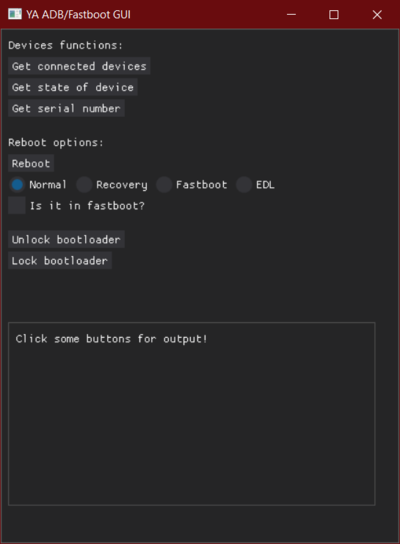 YA ADB/Fastboot GUI
Devices functions:
Get connected devices
Get state of device
Get serial number
Reboot options:
Reboot
Normal Recovery Fastboot EDL
Is it in fastboot?
Unlock bootloader
Lock bootloader
Click some buttons for output!